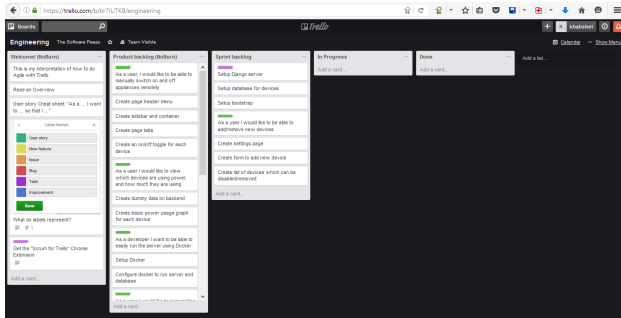 https://trello.com/b/br7iUTKB/engineering
Boards
Trello
kbabshet
Engineering
The Software Peeps
Team Visible
Calendar
Show Menu
Welcome! (NoBurn)
This is my interpretation of how to do
Agile with Trello
Read an Overview
User story Cheat sheet: "As a ... I want
to ... so that I..."
Label Names
User story
New feature
Issue
Bug
Task
Improvement
Save
What do labels represent?
1
Get the "Scrum for Trello" Chrome
Extension
Add a card...
Product backlog (NoBurn)
As a user, I would like to be able to
manually switch on and off
appliances remotely
Create page header menu
Create sidebar and container
Create page tabs
Create an on/off toggle for each
device
As a user I would like to view
which devices are using power,
and how much they are using
Create dummy data on backend
Create basic power usage graph
for each device
As a developer I want to be able to
easily run the server using Docker
Setup Docker
Configure docker to run server and
database
Add a card...
Sprint backlog
Setup Django server
Setup database for devices
Setup bootstrap
As a user I would like to be able to
add/remove new devices
Create settings page
Create form to add new device
Create list of devices which can be
disabled/removed
Add a card...
In Progress
Add a card...
Done
Add a card...
Add a list...